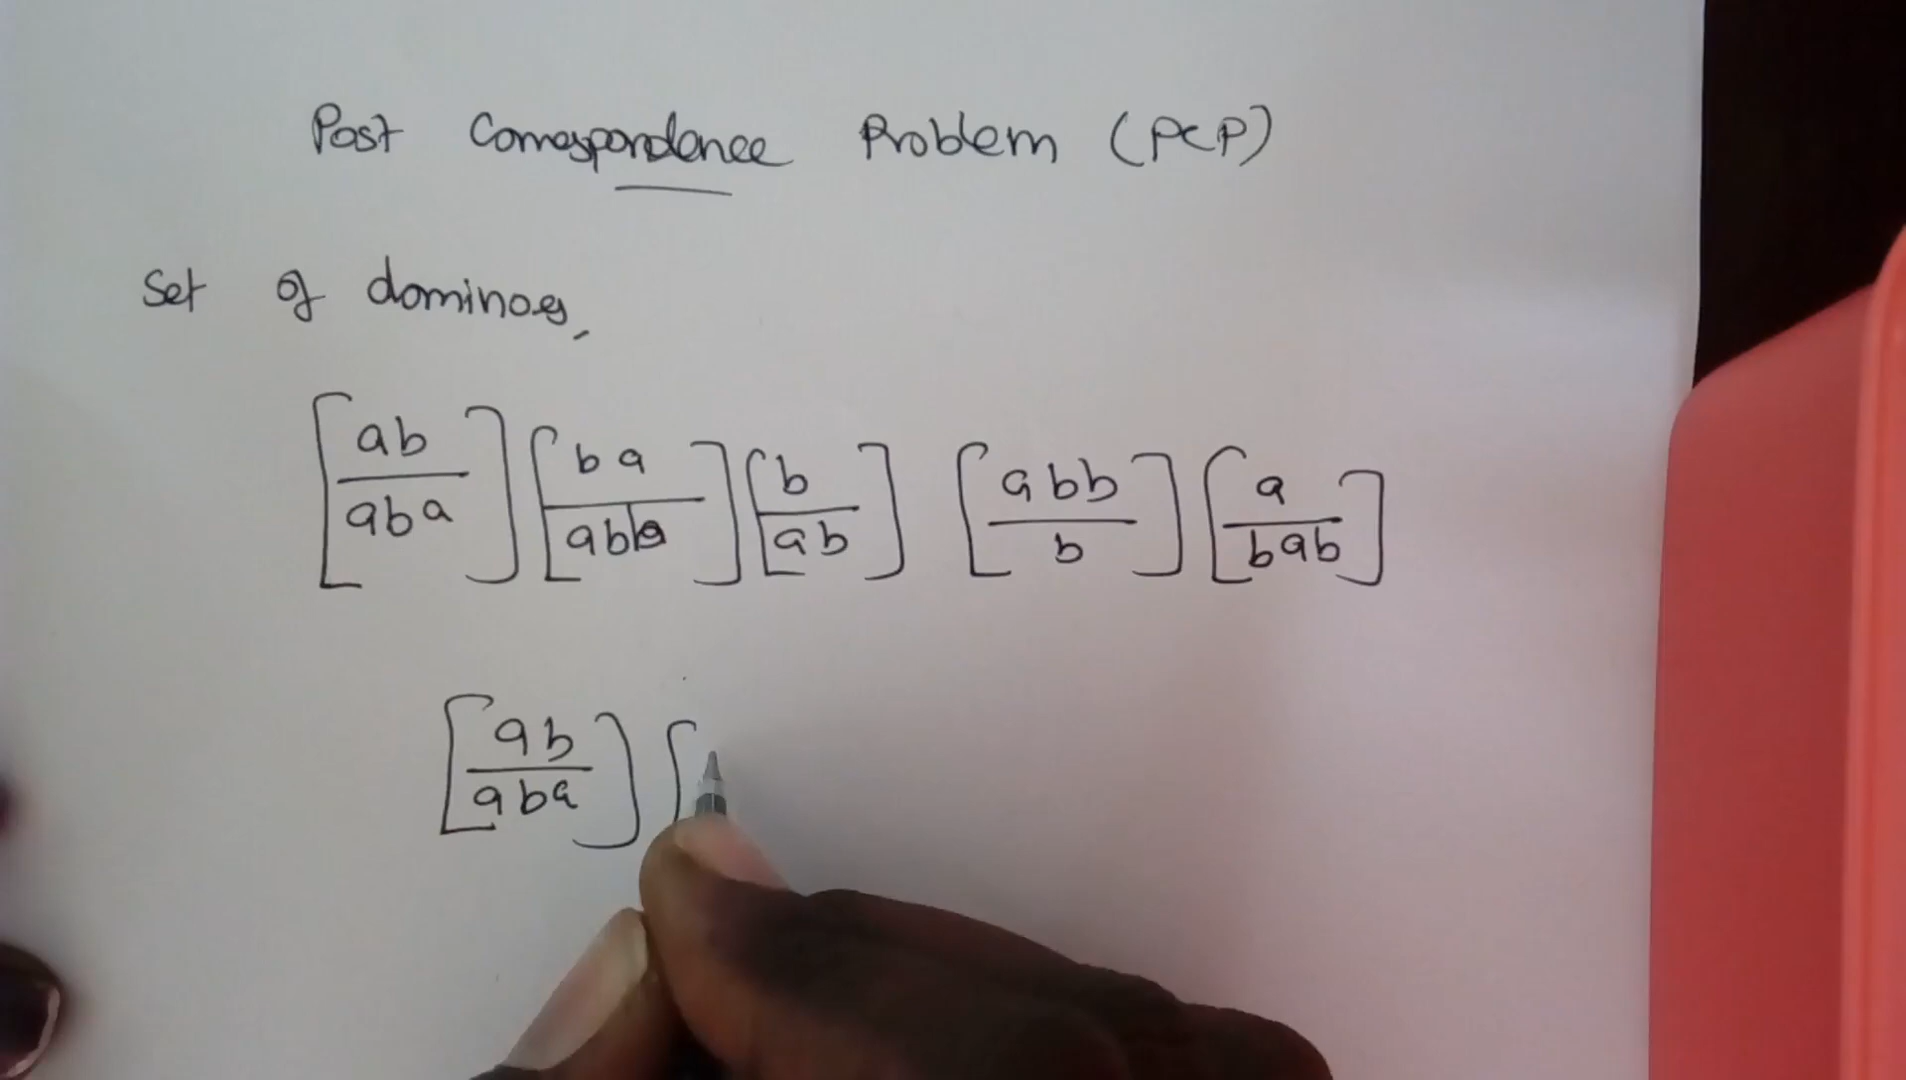 Post Correspondence Problem (PCP)
Set of dominoes,
[ab/aba] [ba/abb] [b/ab] [abb/b] [a/bab]
[ab/aba] [